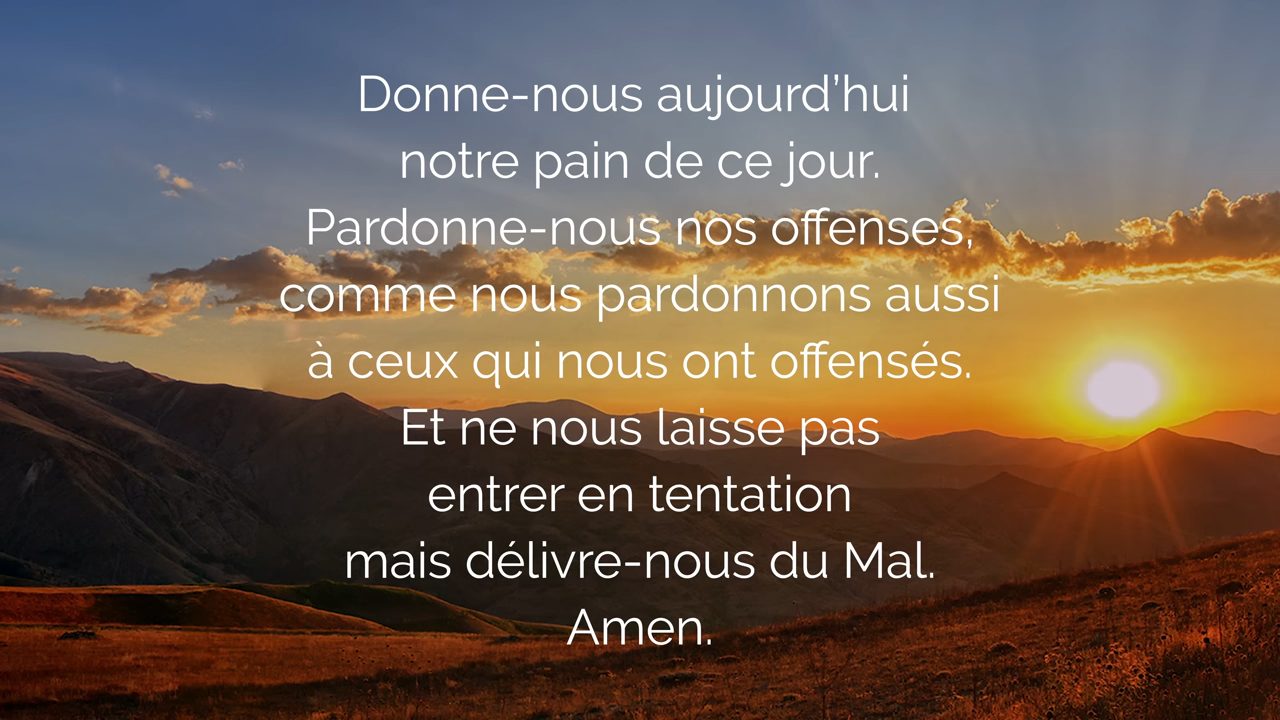 Donne-nous aujourd’hui
notre pain de ce jour.
Pardonne-nous nos offenses,
comme nous pardonnons aussi
à ceux qui nous ont offensés.
Et ne nous laisse pas
entrer en tentation
mais délivre-nous du Mal.
Amen.